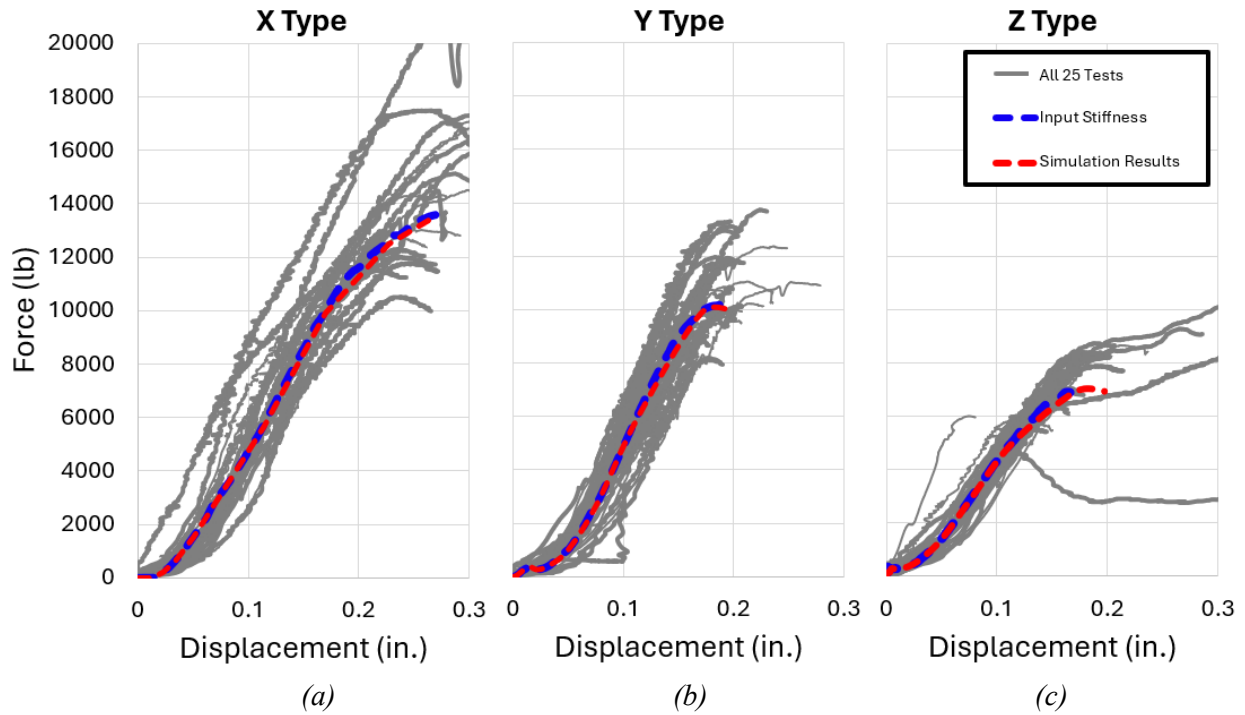 X Type
Y Type
Z Type
20000
18000
16000
14000
12000
10000
8000
6000
4000
2000
0
Force (lb)
All 25 Tests
Input Stiffness
Simulation Results
0 0.1 0.2 0.3
0 0.1 0.2 0.3
0 0.1 0.2 0.3
Displacement (in.)
Displacement (in.)
Displacement (in.)
(a)
(b)
(c)